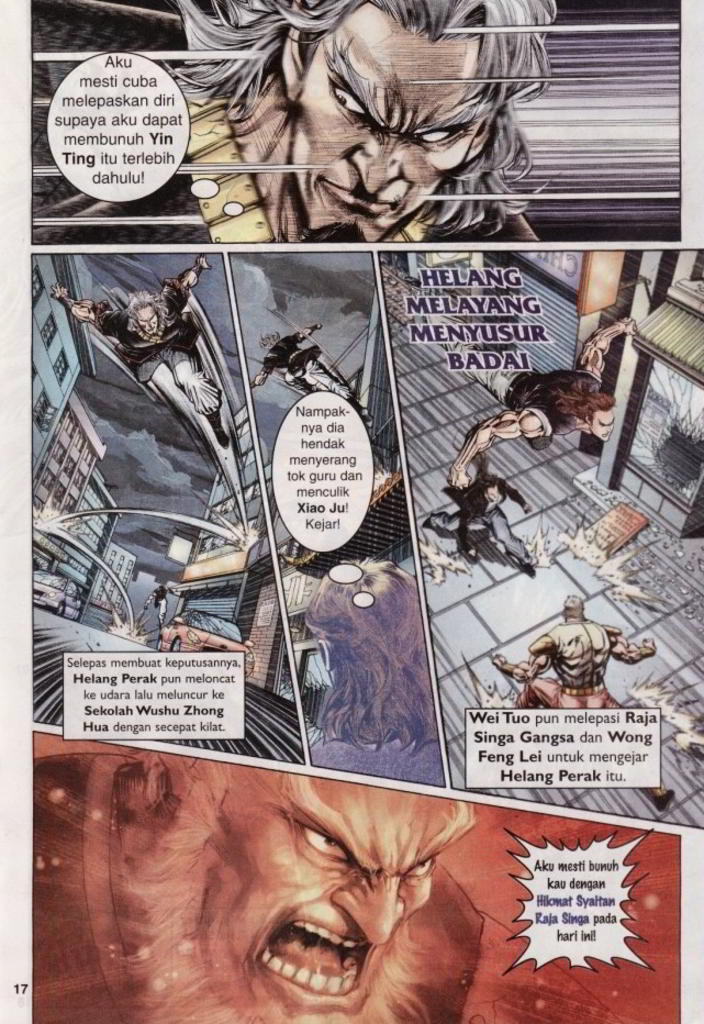 Aku
mesti cuba
melepaskan diri
supaya aku dapat
membunuh Yin
Ting itu terlebih
dahulu!
Selepas membuat keputusannya,
Helang Perak pun meloncat
ke udara lalu meluncur ke
Sekolah Wushu Zhong
Hua dengan secepat kilat.
Nampak-
nya dia
hendak
menyerang
tok guru dan
menculik
Xiao Ju!
Kejar!
HELANG
MELAYANG
MENYUSUR
BADAI
Wei Tuo pun melepasi Raja
Singa Gangsa dan Wong
Feng Lei untuk mengejar
Helang Perak itu.
Aku mesti bunuh
kau dengan
Hikmat Syaitan
Raja Singa pada
hari ini!
17